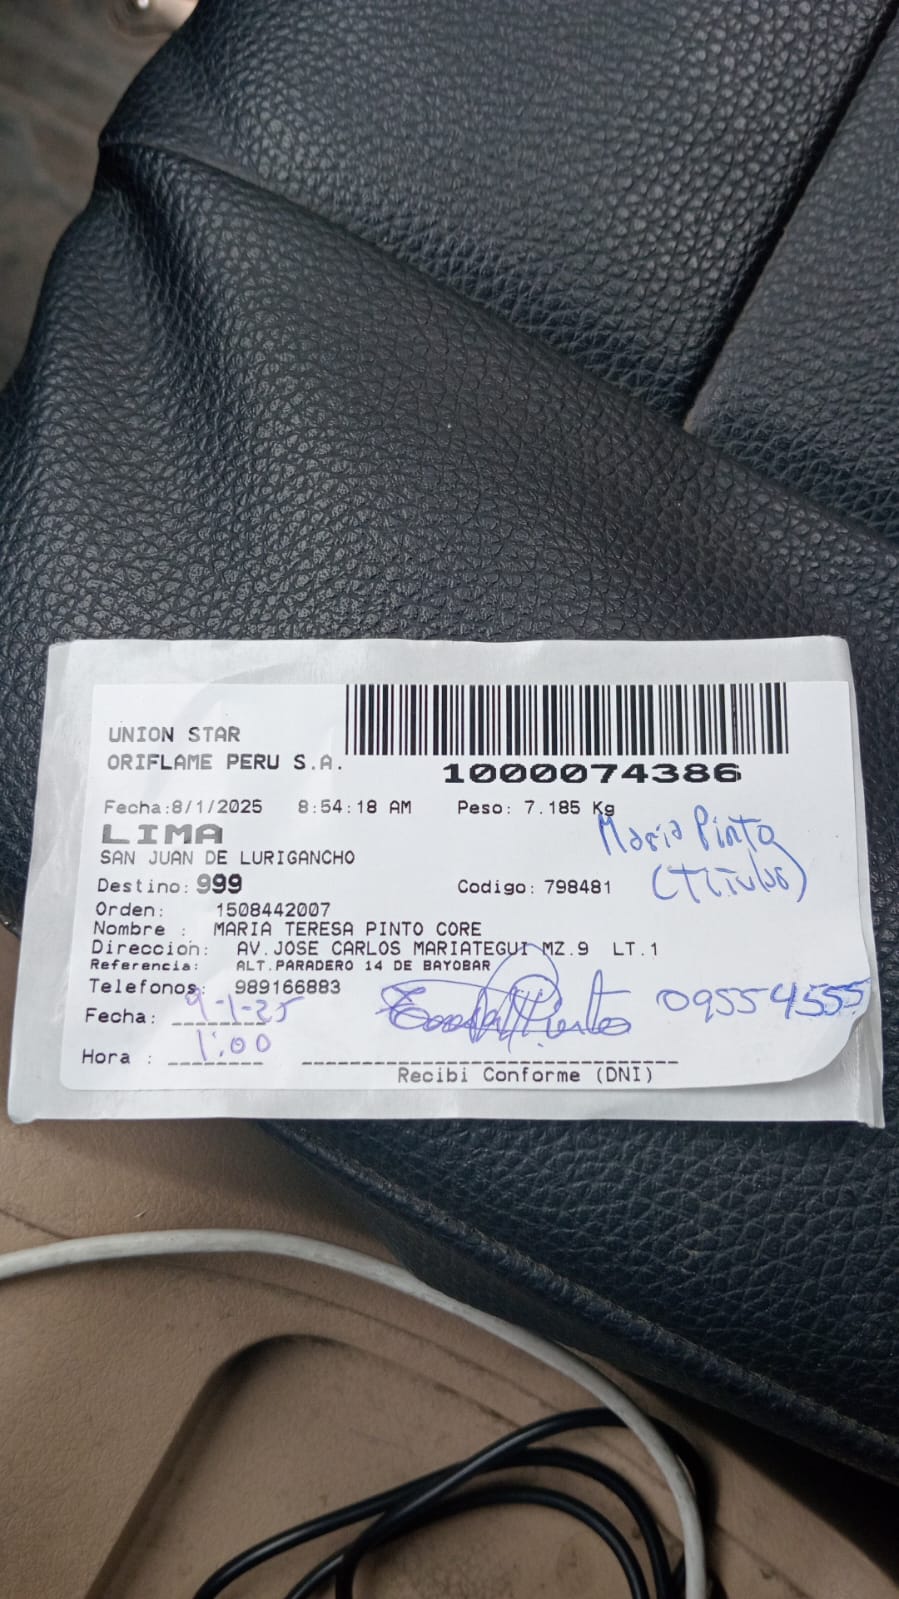 UNION STAR
ORIFLAME PERU S.A.
1000074386
Fecha:8/1/2025 8:54:18 AM Peso: 7.185 Kg
LIMA
María Pinto
SAN JUAN DE LURIGANCHO
(Titular)
Destino: 999 Codigo: 798481
Orden: 1508442007
Nombre : MARIA TERESA PINTO CORE
Direccion: AV.JOSE CARLOS MARIATEGUI MZ.9 LT.1
Referencia: ALT.PARADERO 14 DE BAYOBAR
Telefonos: 989166883
09554555
Fecha: 9-1-25
Hora : 1:00
Recibi Conforme (DNI)